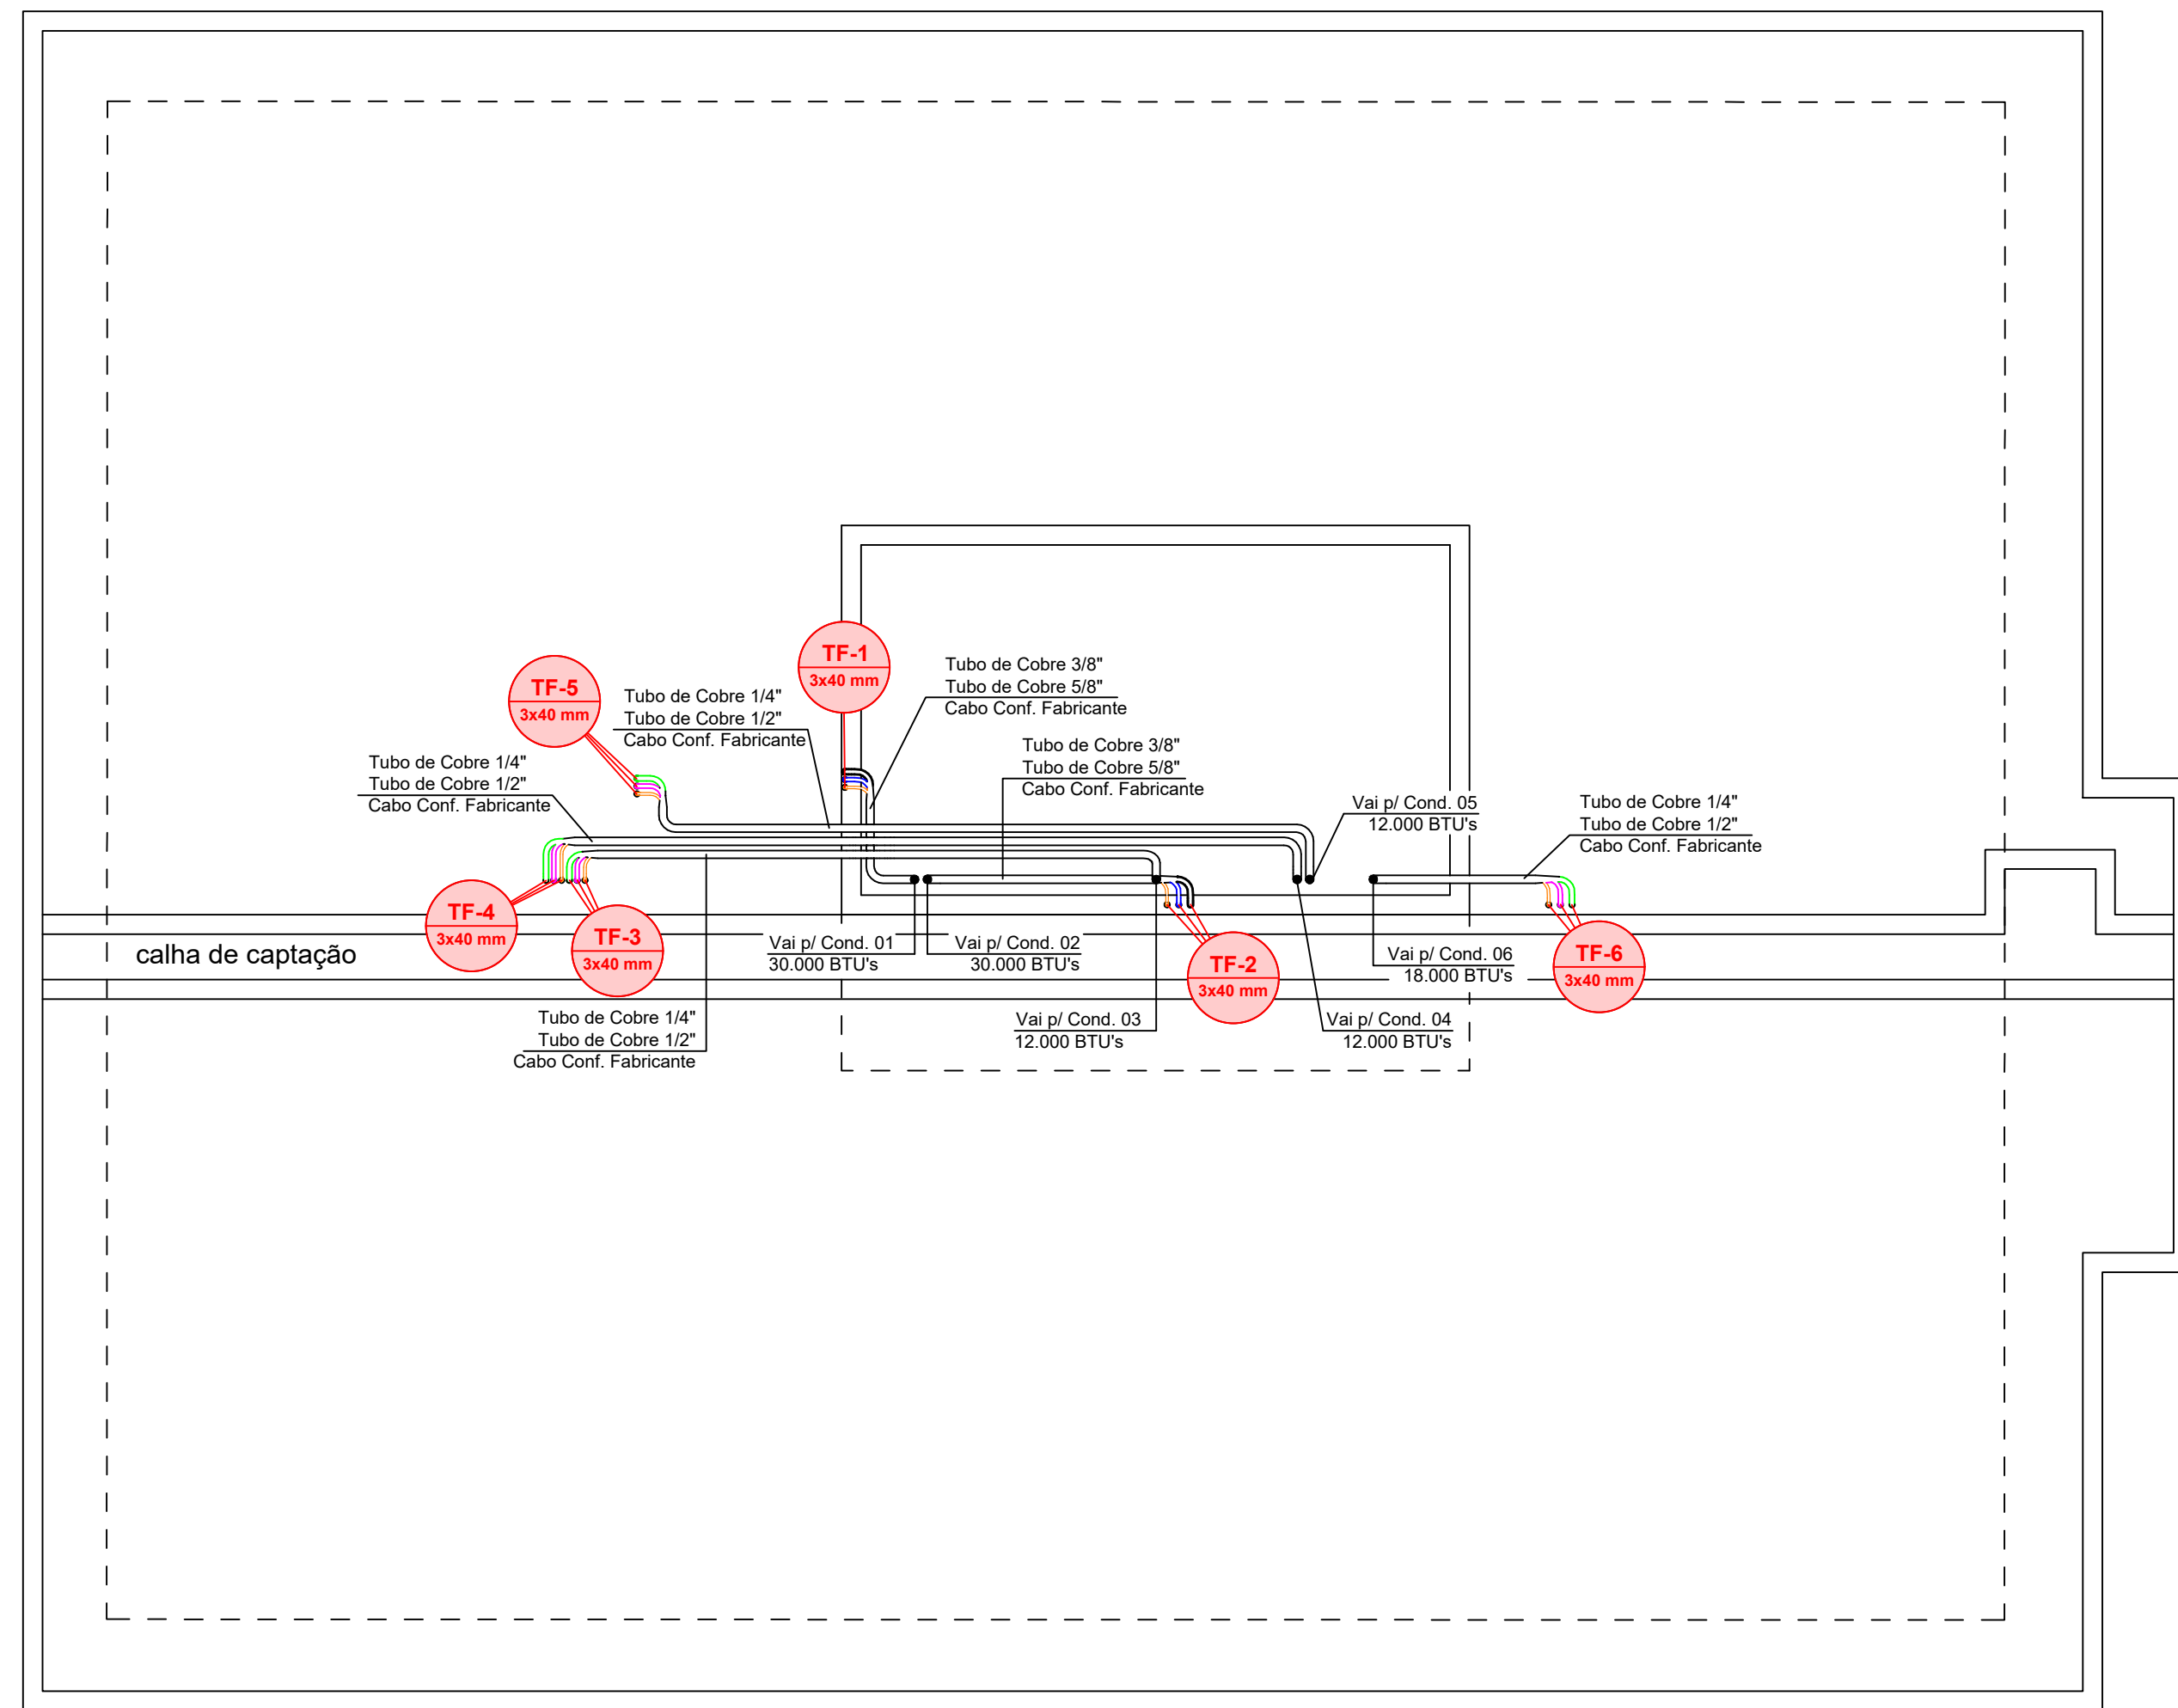 TF-1
3x40 mm
Tubo de Cobre 3/8"
Tubo de Cobre 5/8"
Cabo Conf. Fabricante
TF-5
3x40 mm
Tubo de Cobre 1/4"
Tubo de Cobre 1/2"
Cabo Conf. Fabricante
Tubo de Cobre 3/8"
Tubo de Cobre 5/8"
Cabo Conf. Fabricante
Tubo de Cobre 1/4"
Tubo de Cobre 1/2"
Cabo Conf. Fabricante
Vai p/ Cond. 05
12.000 BTU's
Tubo de Cobre 1/4"
Tubo de Cobre 1/2"
Cabo Conf. Fabricante
TF-4
3x40 mm
TF-3
3x40 mm
calha de captação
Vai p/ Cond. 01
30.000 BTU's
Vai p/ Cond. 02
30.000 BTU's
TF-2
3x40 mm
Vai p/ Cond. 06
18.000 BTU's
TF-6
3x40 mm
Tubo de Cobre 1/4"
Tubo de Cobre 1/2"
Cabo Conf. Fabricante
Vai p/ Cond. 03
12.000 BTU's
Vai p/ Cond. 04
12.000 BTU's